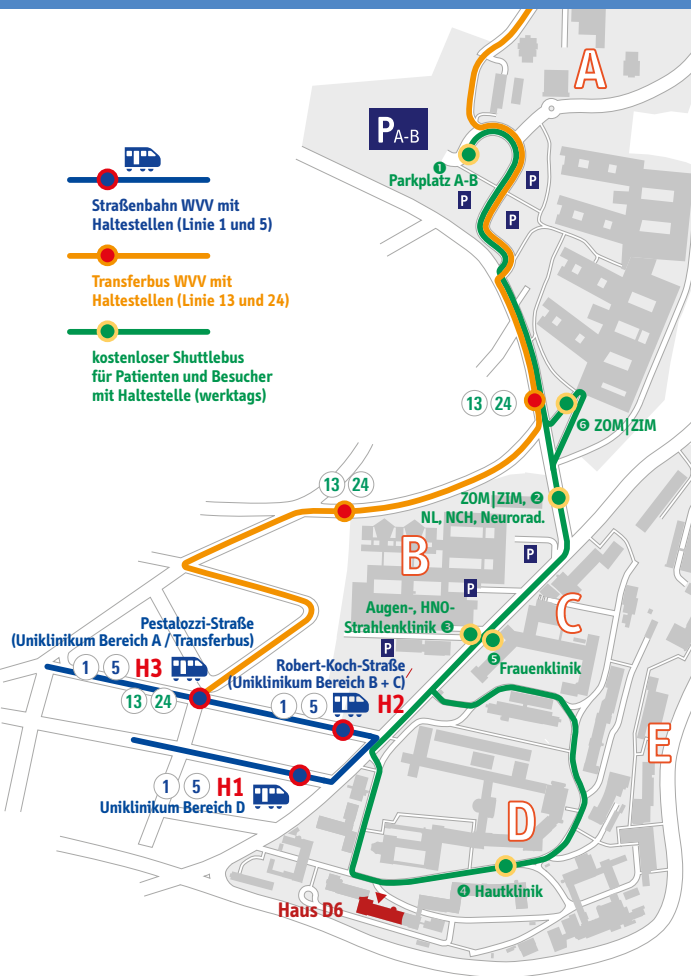 A
P A-B
❶
Parkplatz A-B
P
P
P
Straßenbahn WVV mit
Haltestellen (Linie 1 und 5)
Transferbus WVV mit
Haltestellen (Linie 13 und 24)
kostenloser Shuttlebus
für Patienten und Besucher
mit Haltestelle (werktags)
13 24
❻ ZOM|ZIM
13 24
ZOM|ZIM, ❷
NL, NCH, Neurorad.
B
P
P
C
Augen-, HNO-
Strahlenklinik ❸
P
❺
Frauenklinik
Pestalozzi-Straße
(Uniklinikum Bereich A / Transferbus)
1 5 H3
13 24
Robert-Koch-Straße
(Uniklinikum Bereich B + C)
1 5 H2
E
1 5 H1
Uniklinikum Bereich D
D
❹ Hautklinik
Haus D6